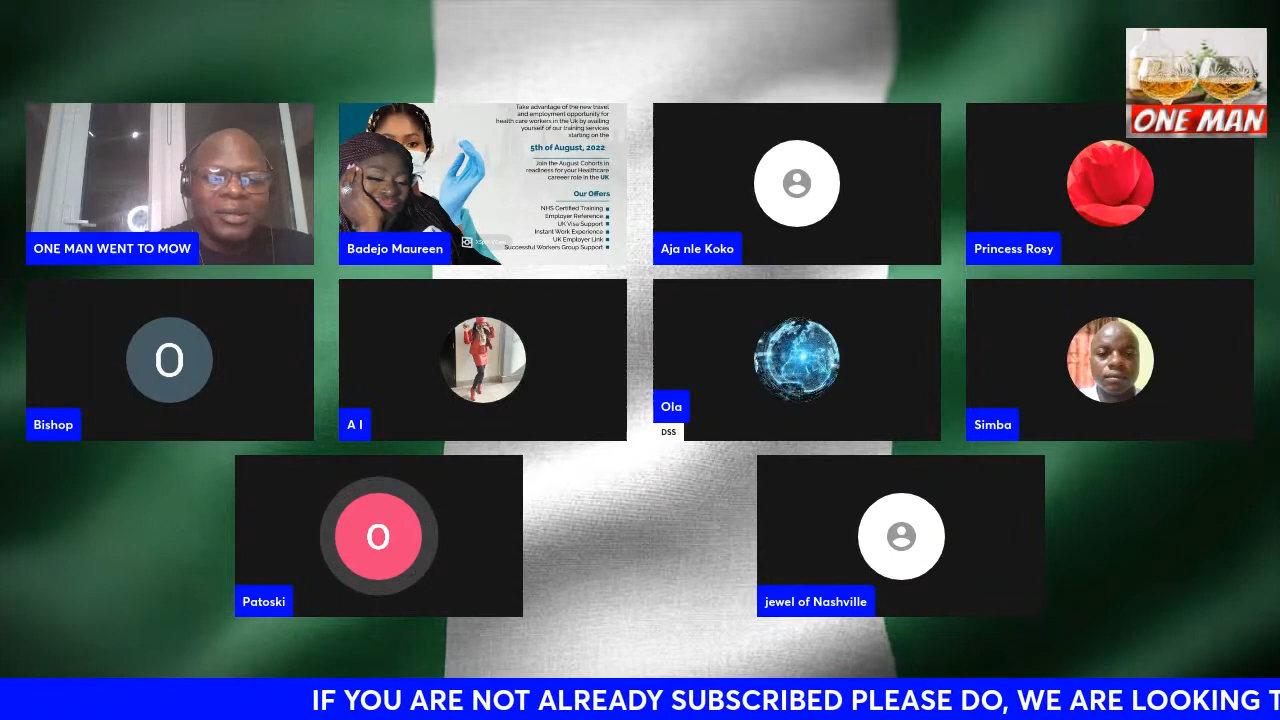 ONE MAN
Take advantage of the new travel
and employment opportunity for
health care workers in the Uk by availing
yourself of our training services
starting on the
5th of August, 2022
Join the August Cohorts in
readiness for your Healthcare
careeer role in the UK
Our Offers
NHS Certified Training
Employer Reference
UK Visa Support
Instant Work Experience
UK Employer Link
Successful Workers Group Support
ONE MAN WENT TO MOW
Badejo Maureen
Aja nle Koko
Princess Rosy
O
Bishop
A I
Ola
DSS
Simba
O
Patoski
jewel of Nashville
IF YOU ARE NOT ALREADY SUBSCRIBED PLEASE DO, WE ARE LOOKING T